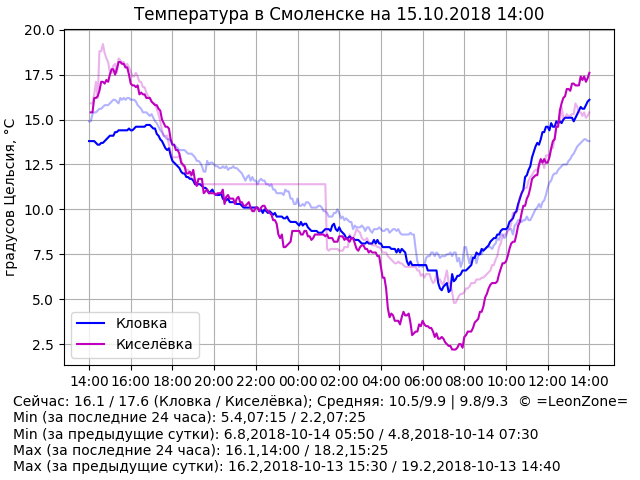 Температура в Смоленске на 15.10.2018 14:00
градусов Цельсия, °C
20.0
17.5
15.0
12.5
10.0
7.5
5.0
2.5
Кловка
Киселёвка
14:00 16:00 18:00 20:00 22:00 00:00 02:00 04:00 06:00 08:00 10:00 12:00 14:00
Сейчас: 16.1 / 17.6 (Кловка / Киселёвка); Средняя: 10.5/9.9 | 9.8/9.3 © =LeonZone=
Min (за последние 24 часа): 5.4,07:15 / 2.2,07:25
Min (за предыдущие сутки): 6.8,2018-10-14 05:50 / 4.8,2018-10-14 07:30
Max (за последние 24 часа): 16.1,14:00 / 18.2,15:25
Max (за предыдущие сутки): 16.2,2018-10-13 15:30 / 19.2,2018-10-13 14:40